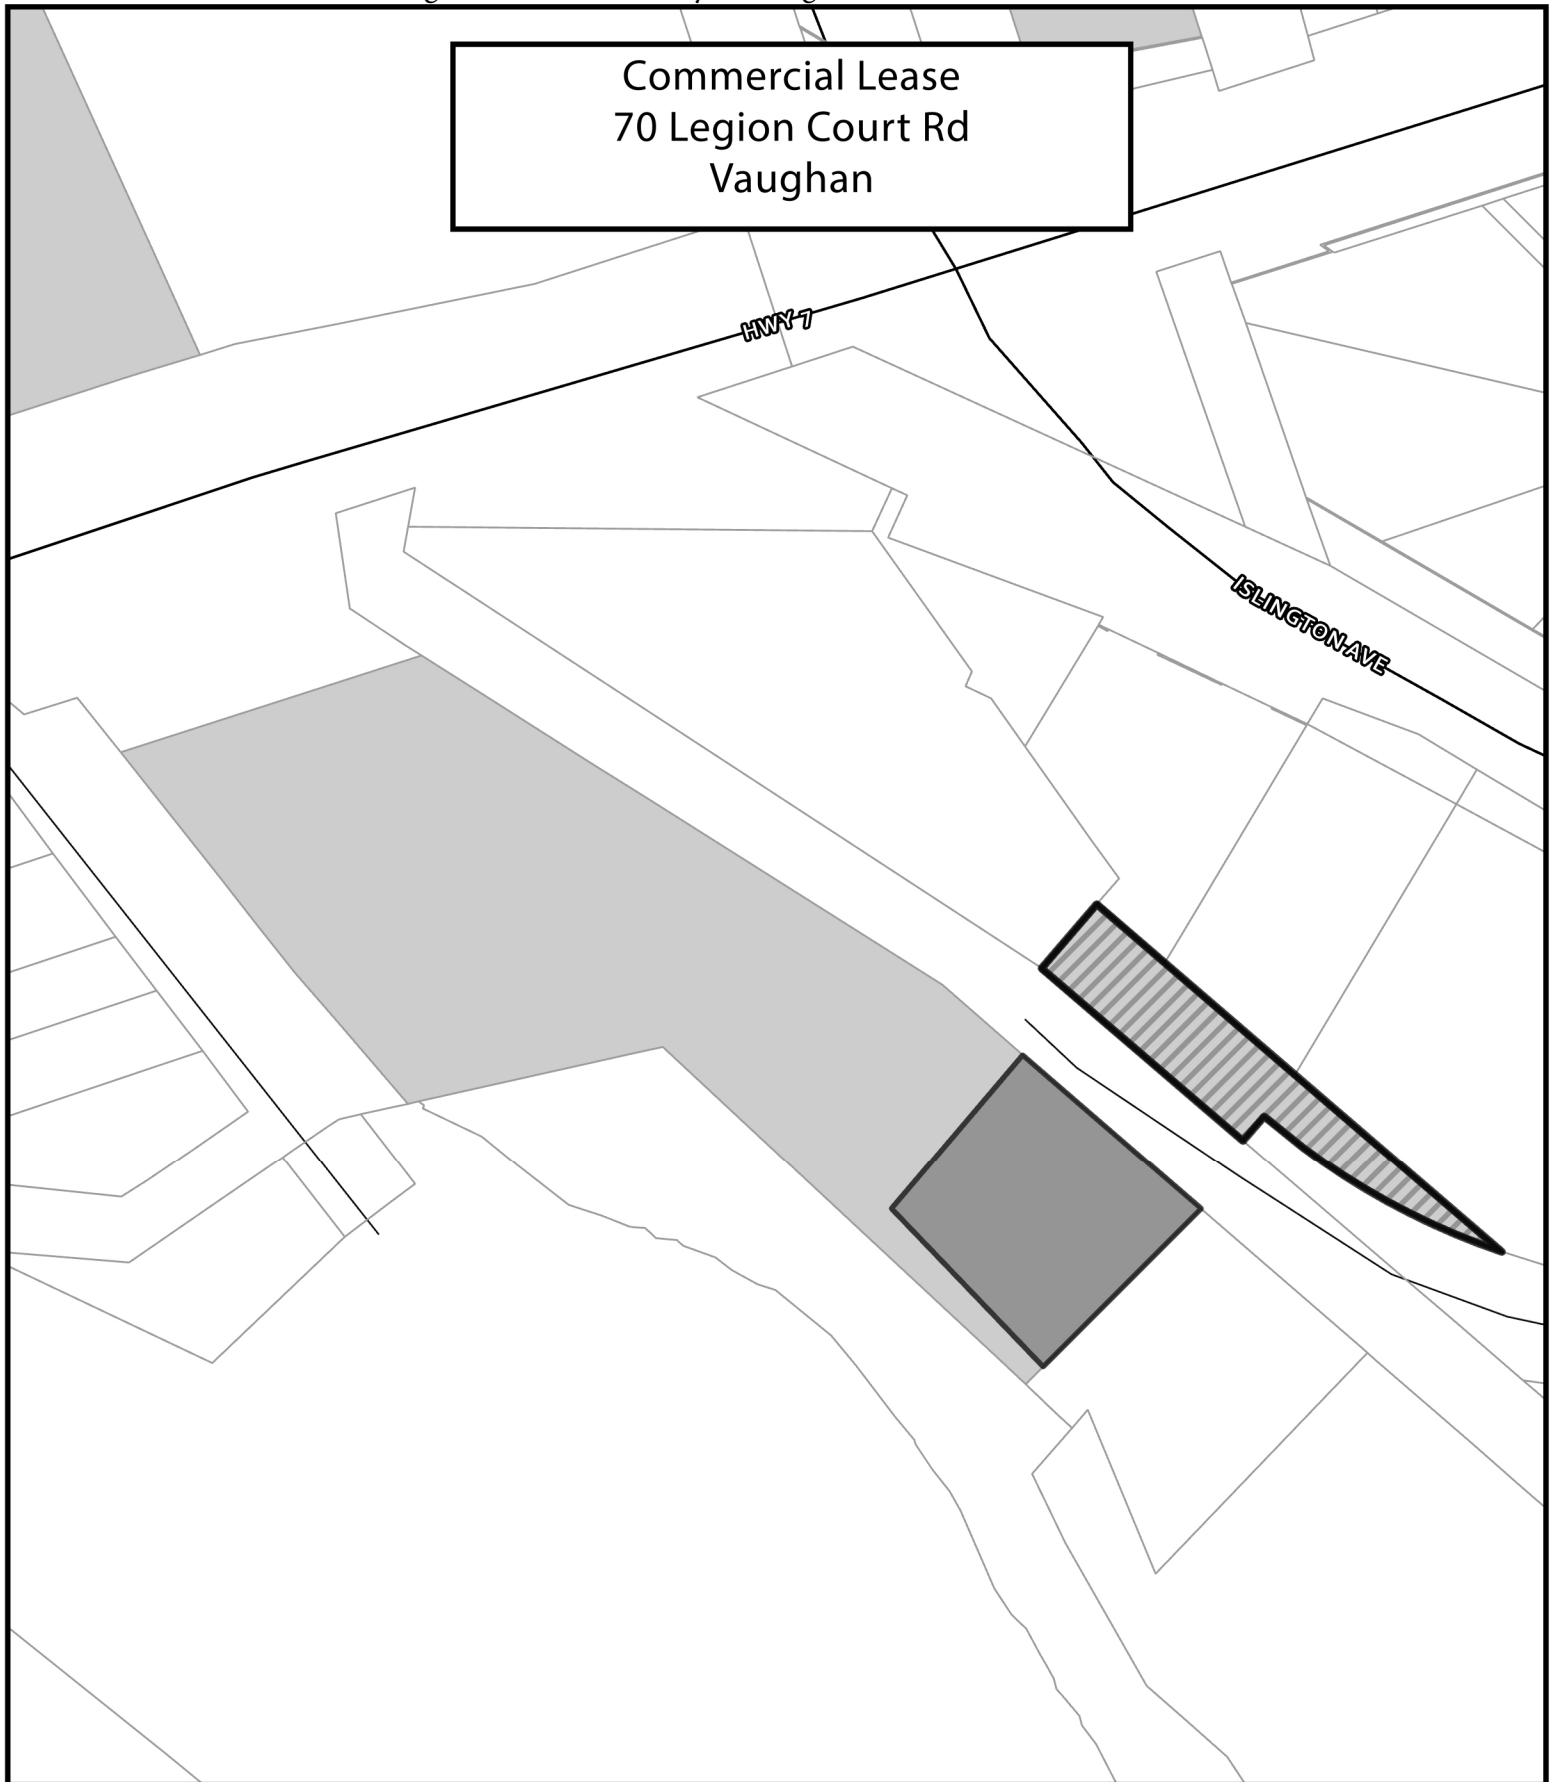 Commercial Lease
70 Legion Court Rd
Vaughan
HWY 7
ISLINGTON AVE